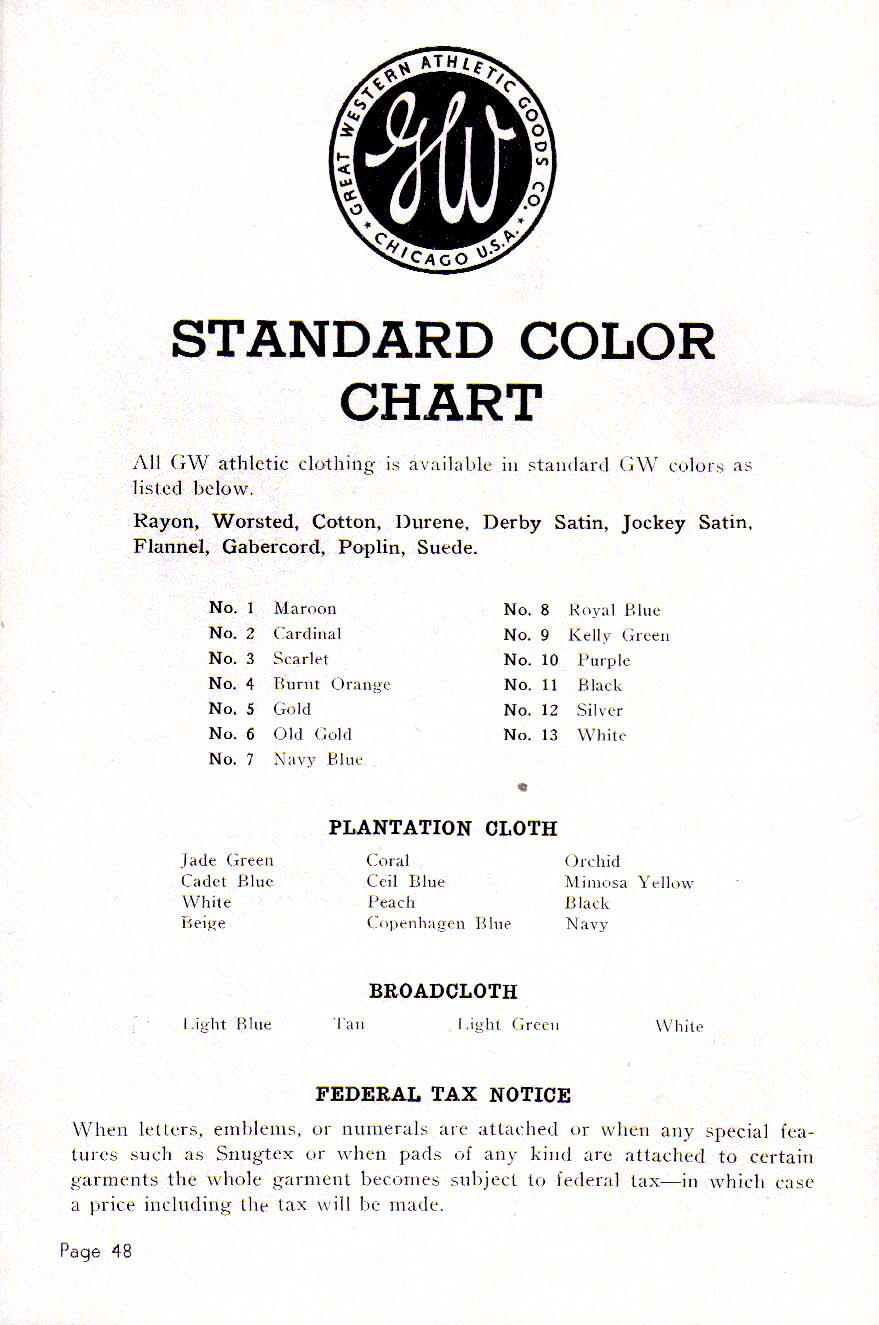 GREAT WESTERN ATHLETIC GOODS CO.
GW
* CHICAGO U.S.A. *
STANDARD COLOR
CHART
All GW athletic clothing is available in standard GW colors as
listed below.
Rayon, Worsted, Cotton, Durene, Derby Satin, Jockey Satin,
Flannel, Gabercord, Poplin, Suede.
No. 1 Maroon
No. 2 Cardinal
No. 3 Scarlet
No. 4 Burnt Orange
No. 5 Gold
No. 6 Old Gold
No. 7 Navy Blue
No. 8 Royal Blue
No. 9 Kelly Green
No. 10 Purple
No. 11 Black
No. 12 Silver
No. 13 White
PLANTATION CLOTH
Jade Green Coral Orchid
Cadet Blue Ceil Blue Mimosa Yellow
White Peach Black
Beige Copenhagen Blue Navy
BROADCLOTH
Light Blue Tan Light Green White
FEDERAL TAX NOTICE
When letters, emblems, or numerals are attached or when any special fea-
tures such as Snugtex or when pads of any kind are attached to certain
garments the whole garment becomes subject to federal tax—in which case
a price including the tax will be made.
Page 48